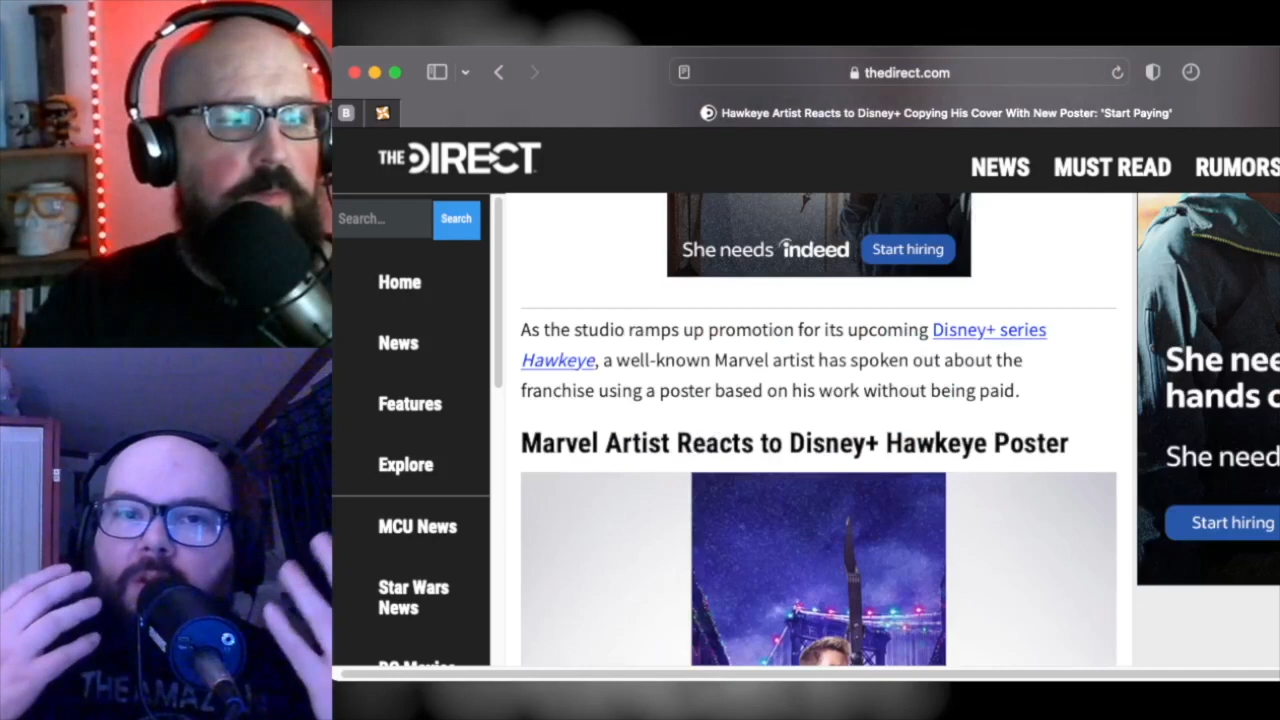 thedirect.com
B
Hawkeye Artist Reacts to Disney+ Copying His Cover With New Poster: "Start Paying"
THE DIRECT
NEWS MUST READ RUMORS
Search...
Search
Home
News
Features
Explore
MCU News
Star Wars
News
She needs indeed Start hiring
As the studio ramps up promotion for its upcoming Disney+ series
Hawkeye, a well-known Marvel artist has spoken out about the
franchise using a poster based on his work without being paid.
Marvel Artist Reacts to Disney+ Hawkeye Poster
She nee
hands
She need
Start hiring
THE AMAZ